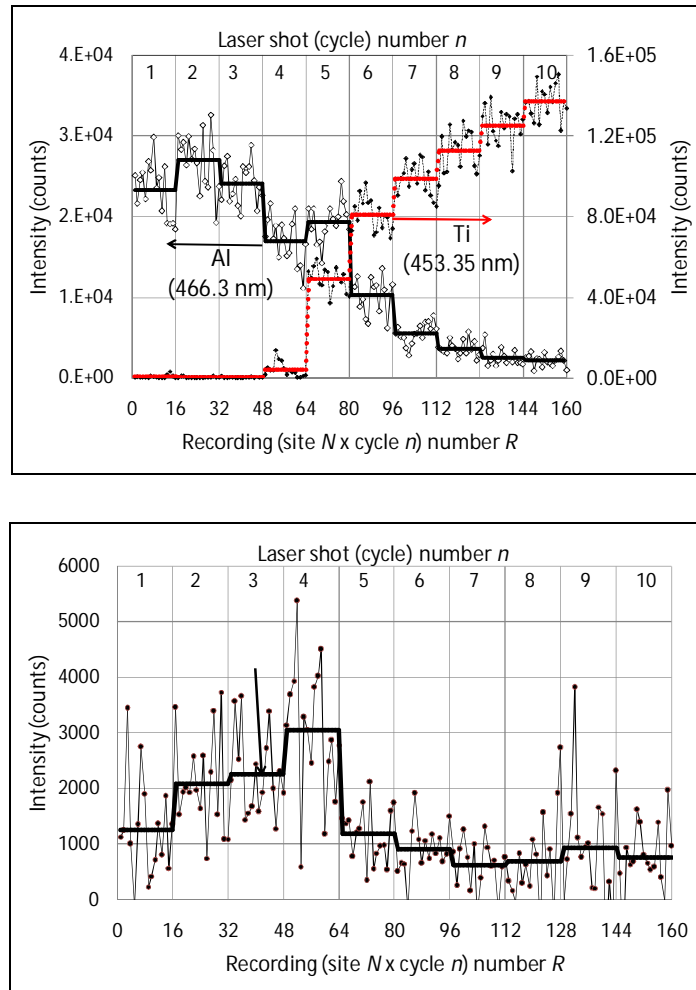 Laser shot (cycle) number n
4.E+04 1.6E+05
1 2 3 4 5 6 7 8 9 10
3.E+04 1.2E+05
Intensity (counts)
Intensity (counts)
2.E+04 8.0E+04
Al Ti
(466.3 nm) (453.35 nm)
1.E+04 4.0E+04
0.E+00 0.0E+00
0 16 32 48 64 80 96 112 128 144 160
Recording (site N x cycle n) number R
Laser shot (cycle) number n
6000
1 2 3 4 5 6 7 8 9 10
5000
4000
Intensity (counts)
3000
2000
1000
0
0 16 32 48 64 80 96 112 128 144 160
Recording (site N x cycle n) number R